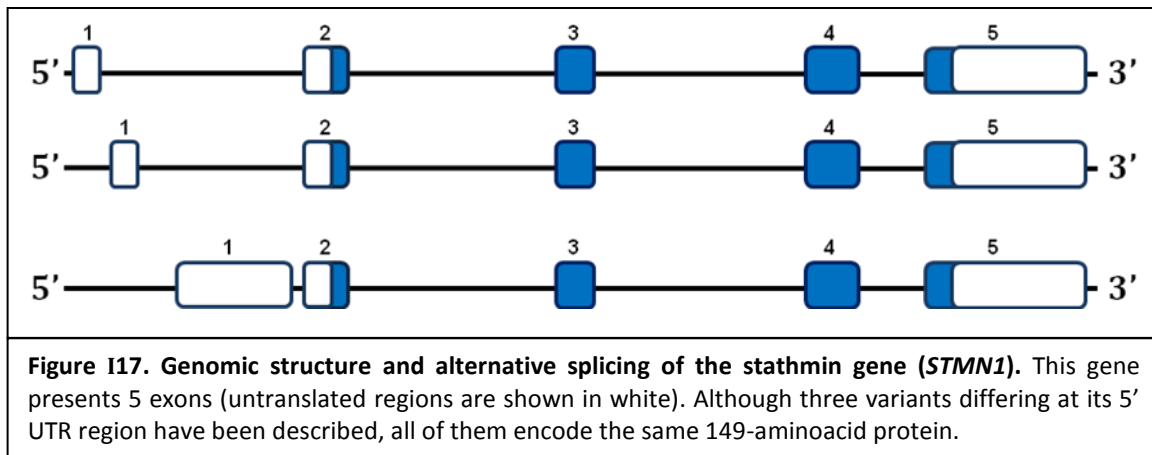 1 2 3 4 5
5’ 3’
1 2 3 4 5
5’ 3’
1 2 3 4 5
5’ 3’
Figure I17. Genomic structure and alternative splicing of the stathmin gene (STMN1). This gene
presents 5 exons (untranslated regions are shown in white). Although three variants differing at its 5’
UTR region have been described, all of them encode the same 149-aminoacid protein.